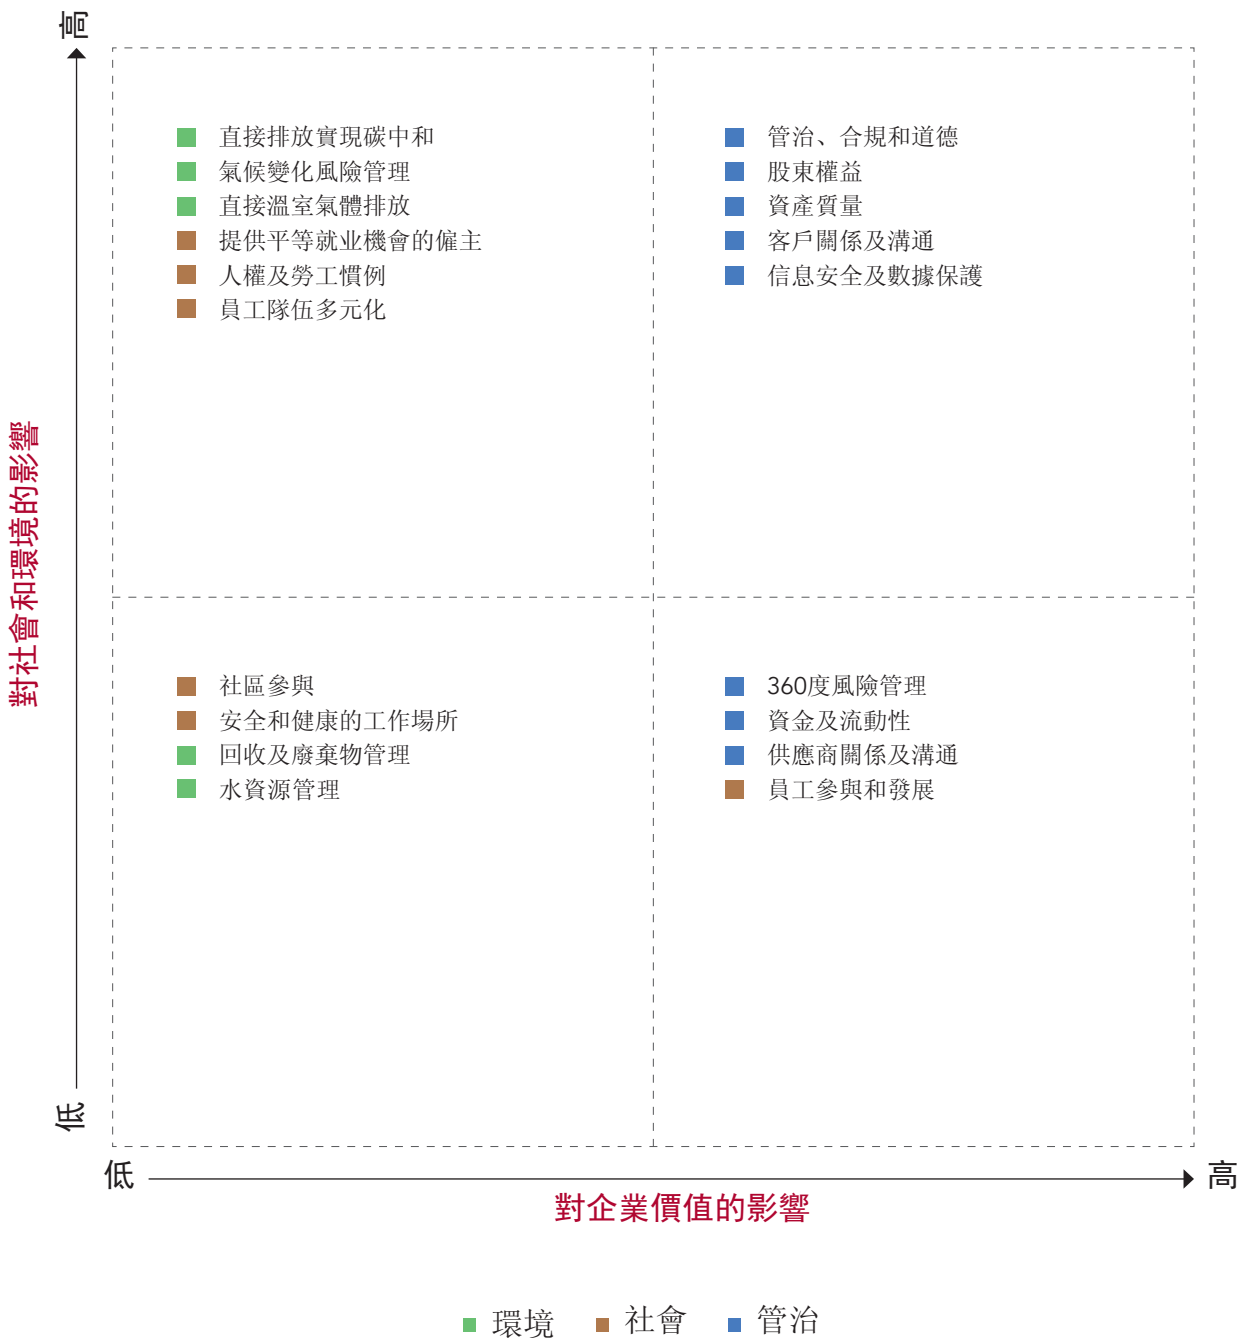 高
直接排放實現碳中和
氣候變化風險管理
直接溫室氣體排放
提供平等就业機會的僱主
人權及勞工慣例
員工隊伍多元化
管治、合規和道德
股東權益
資產質量
客戶關係及溝通
信息安全及數據保護
對社會和環境的影響
社區參與
安全和健康的工作場所
回收及廢棄物管理
水資源管理
360度風險管理
資金及流動性
供應商關係及溝通
員工參與和發展
低
低
高
對企業價值的影響
環境
社會
管治